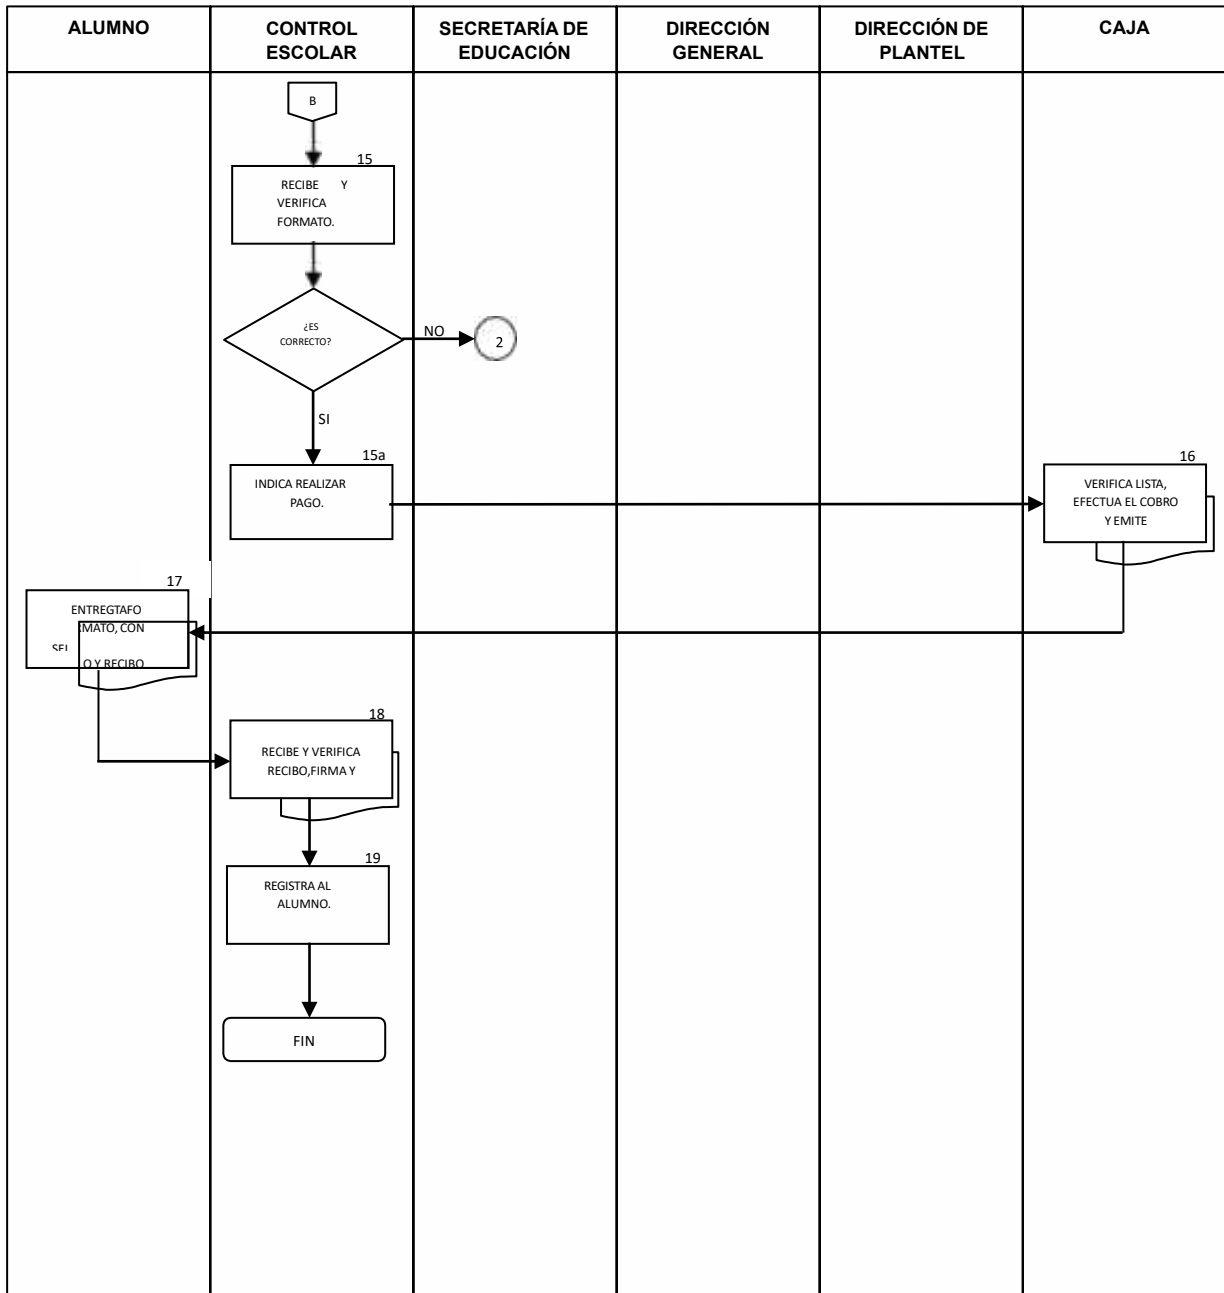 ALUMNO
CONTROL
ESCOLAR
SECRETARÍA DE
EDUCACIÓN
DIRECCIÓN
GENERAL
DIRECCIÓN DE
PLANTEL
CAJA
B
15
RECIBE Y
VERIFICA
FORMATO.
¿ES
CORRECTO?
NO
2
SI
15a
INDICA REALIZAR
PAGO.
16
VERIFICA LISTA,
EFECTUA EL COBRO
Y EMITE
17
ENTREGTAFO
RMATO, CON
SEL
O Y RECIBO
18
RECIBE Y VERIFICA
RECIBO,FIRMA Y
19
REGISTRA AL
ALUMNO.
FIN